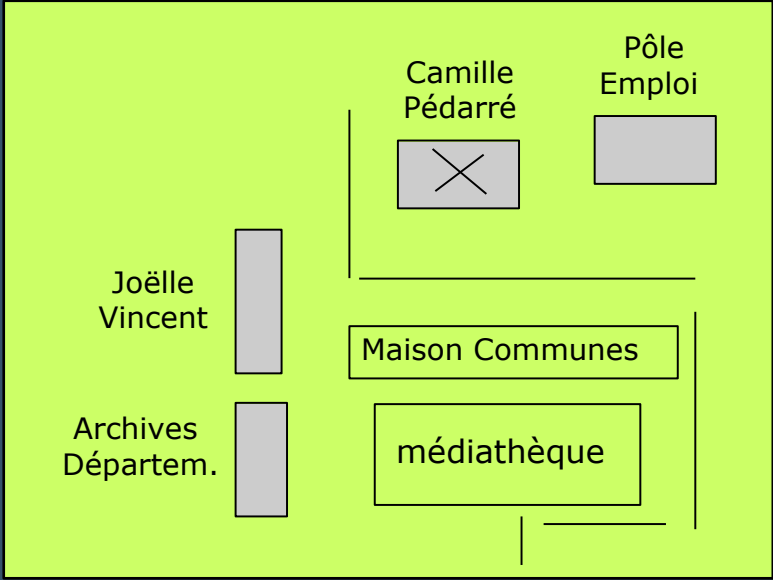 Pôle
Emploi
Camille
Pédarré
Joëlle
Vincent
Maison Communes
Archives
Départem.
médiathèque